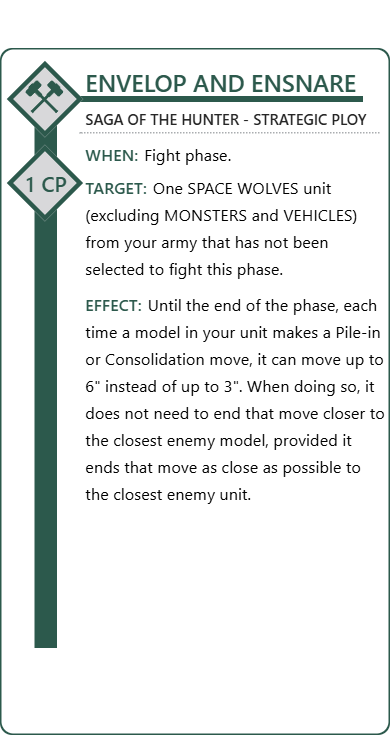 ENVELOP AND ENSNARE
SAGA OF THE HUNTER - STRATEGIC PLOY
1 CP
WHEN: Fight phase.
TARGET: One SPACE WOLVES unit
(excluding MONSTERS and VEHICLES)
from your army that has not been
selected to fight this phase.
EFFECT: Until the end of the phase, each
time a model in your unit makes a Pile-in
or Consolidation move, it can move up to
6" instead of up to 3". When doing so, it
does not need to end that move closer to
the closest enemy model, provided it
ends that move as close as possible to
the closest enemy unit.